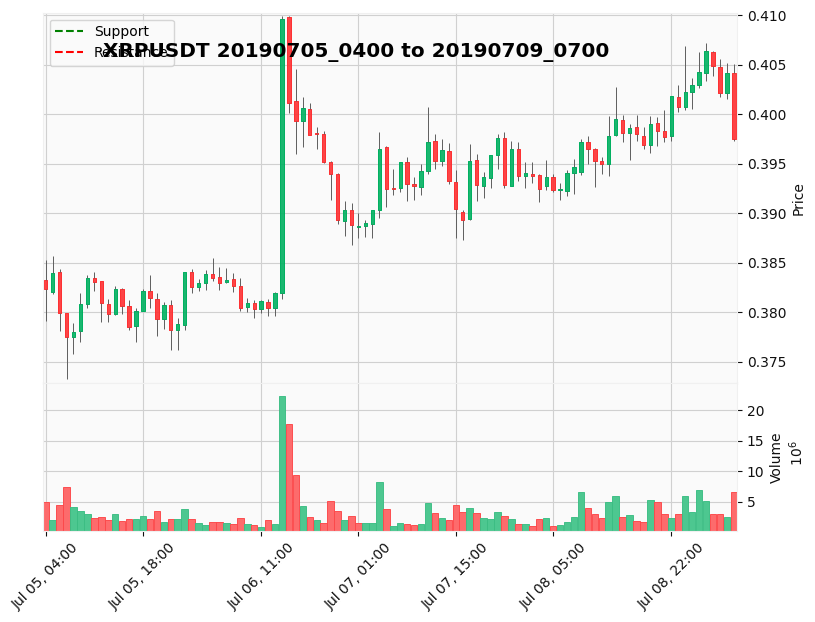 Support
Resistance
XRPUSDT 20190705_0400 to 20190709_0700
0.410
0.405
0.400
0.395
0.390
0.385
0.380
0.375
Price
20
15
10
5
Volume
10^6
Jul 05, 04:00
Jul 05, 18:00
Jul 06, 11:00
Jul 07, 01:00
Jul 07, 15:00
Jul 08, 05:00
Jul 08, 22:00